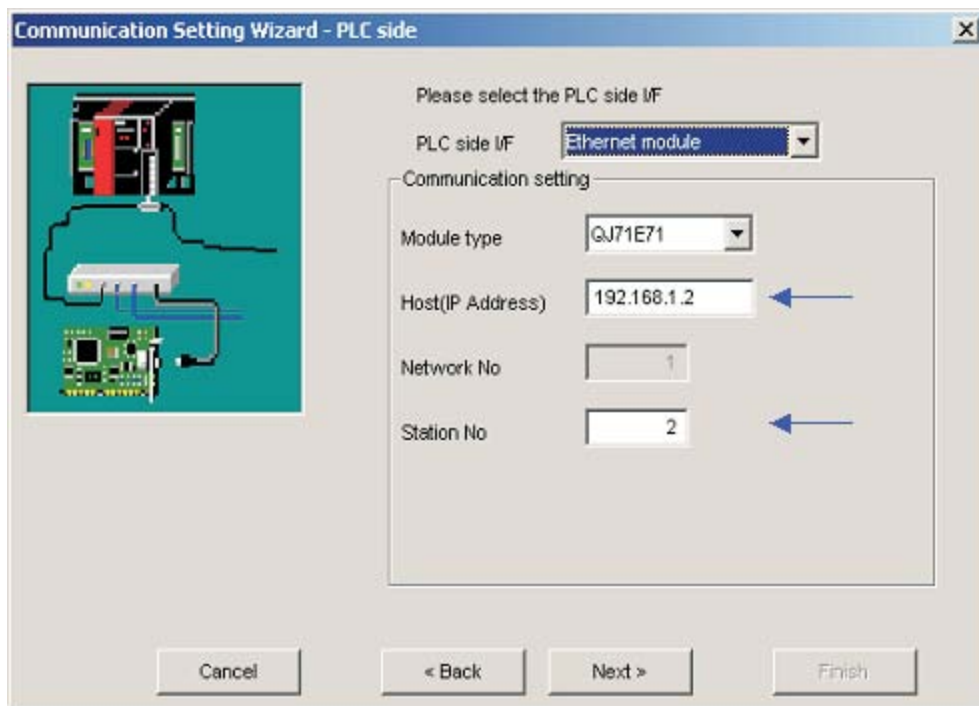 Communication Setting Wizard - PLC side
Please select the PLC side I/F
PLC side I/F Ethernet module
Communication setting
Module type QJ71E71
Host(IP Address) 192.168.1.2
Network No 1
Station No 2
Cancel < Back Next > Finish